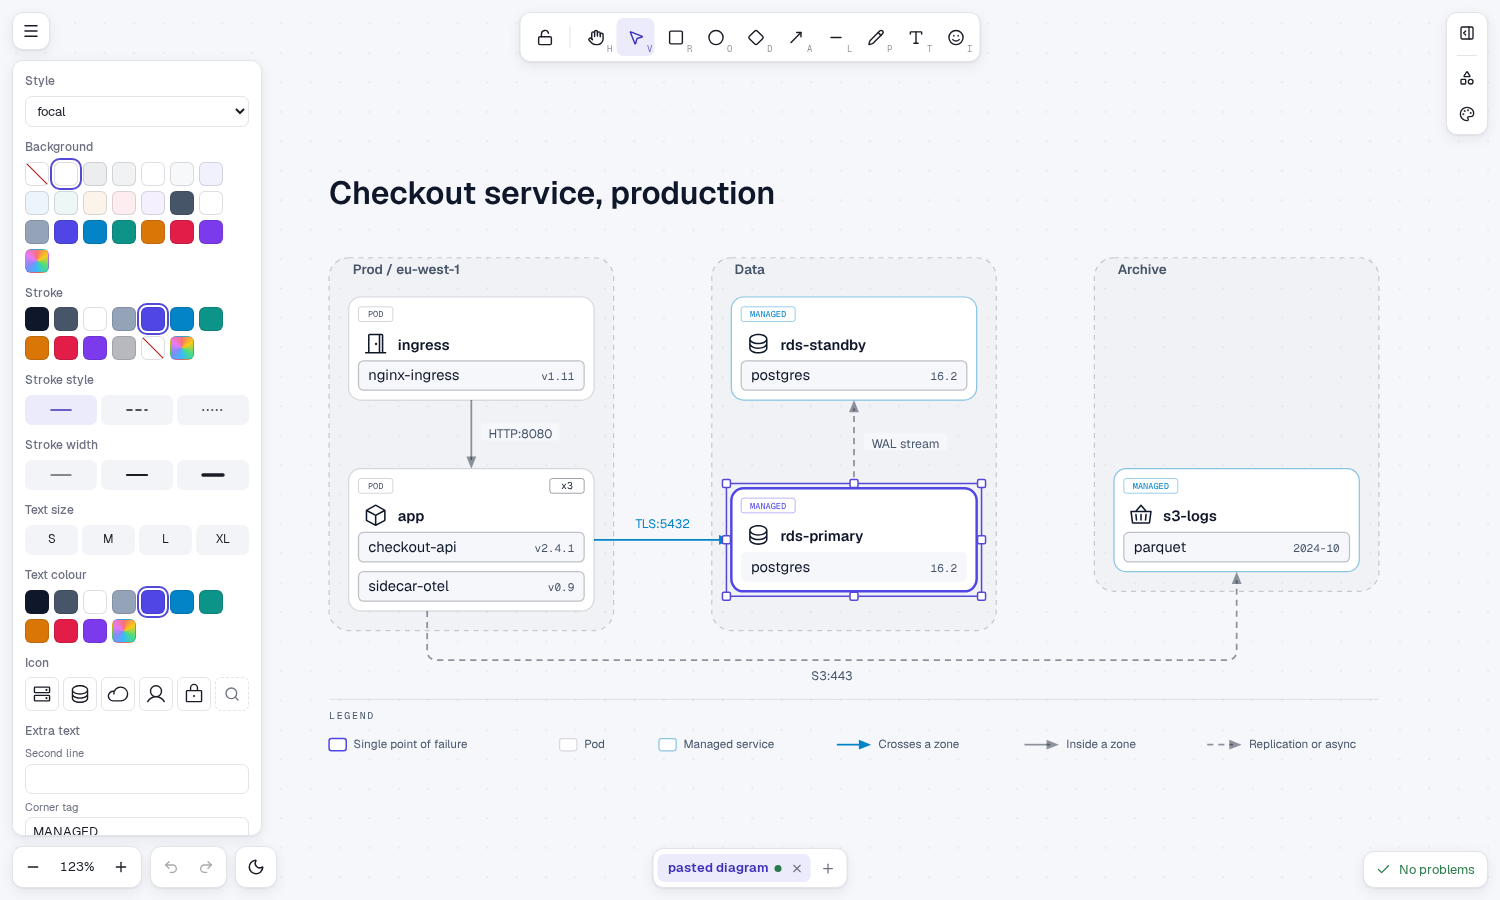 H
V
R
O
D
A
L
P
T
I
Style
focal
Background
Stroke
Stroke style
Stroke width
Text size
S M L XL
Text colour
Icon
Extra text
Second line
Corner tag
MANAGED
123%
Checkout service, production
Prod / eu-west-1
POD
ingress
nginx-ingress v1.11
HTTP:8080
POD x3
app
checkout-api v2.4.1
sidecar-otel v0.9
TLS:5432
Data
MANAGED
rds-standby
postgres 16.2
WAL stream
MANAGED
rds-primary
postgres 16.2
Archive
MANAGED
s3-logs
parquet 2024-10
S3:443
LEGEND
Single point of failure
Pod
Managed service
Crosses a zone
Inside a zone
Replication or async
pasted diagram
No problems